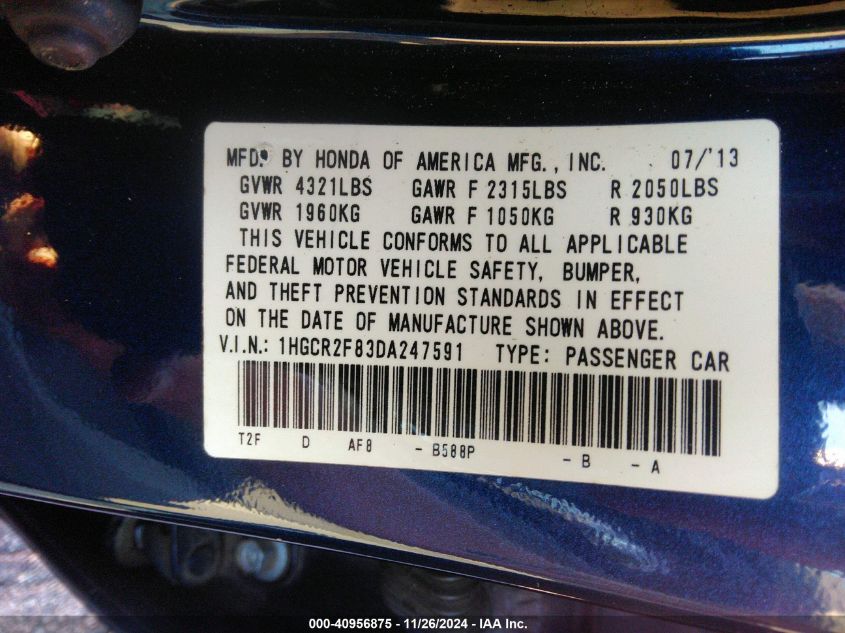 MFD. BY HONDA OF AMERICA MFG., INC. 07/'13
GVWR 4321LBS GAWR F 2315LBS R 2050LBS
GVWR 1960KG GAWR F 1050KG R 930KG
THIS VEHICLE CONFORMS TO ALL APPLICABLE
FEDERAL MOTOR VEHICLE SAFETY, BUMPER,
AND THEFT PREVENTION STANDARDS IN EFFECT
ON THE DATE OF MANUFACTURE SHOWN ABOVE.
V.I.N.: 1HGCR2F83DA247591 TYPE: PASSENGER CAR
T2F D AF8 - B588P - B - A
000-40956875 - 11/26/2024 - IAA Inc.